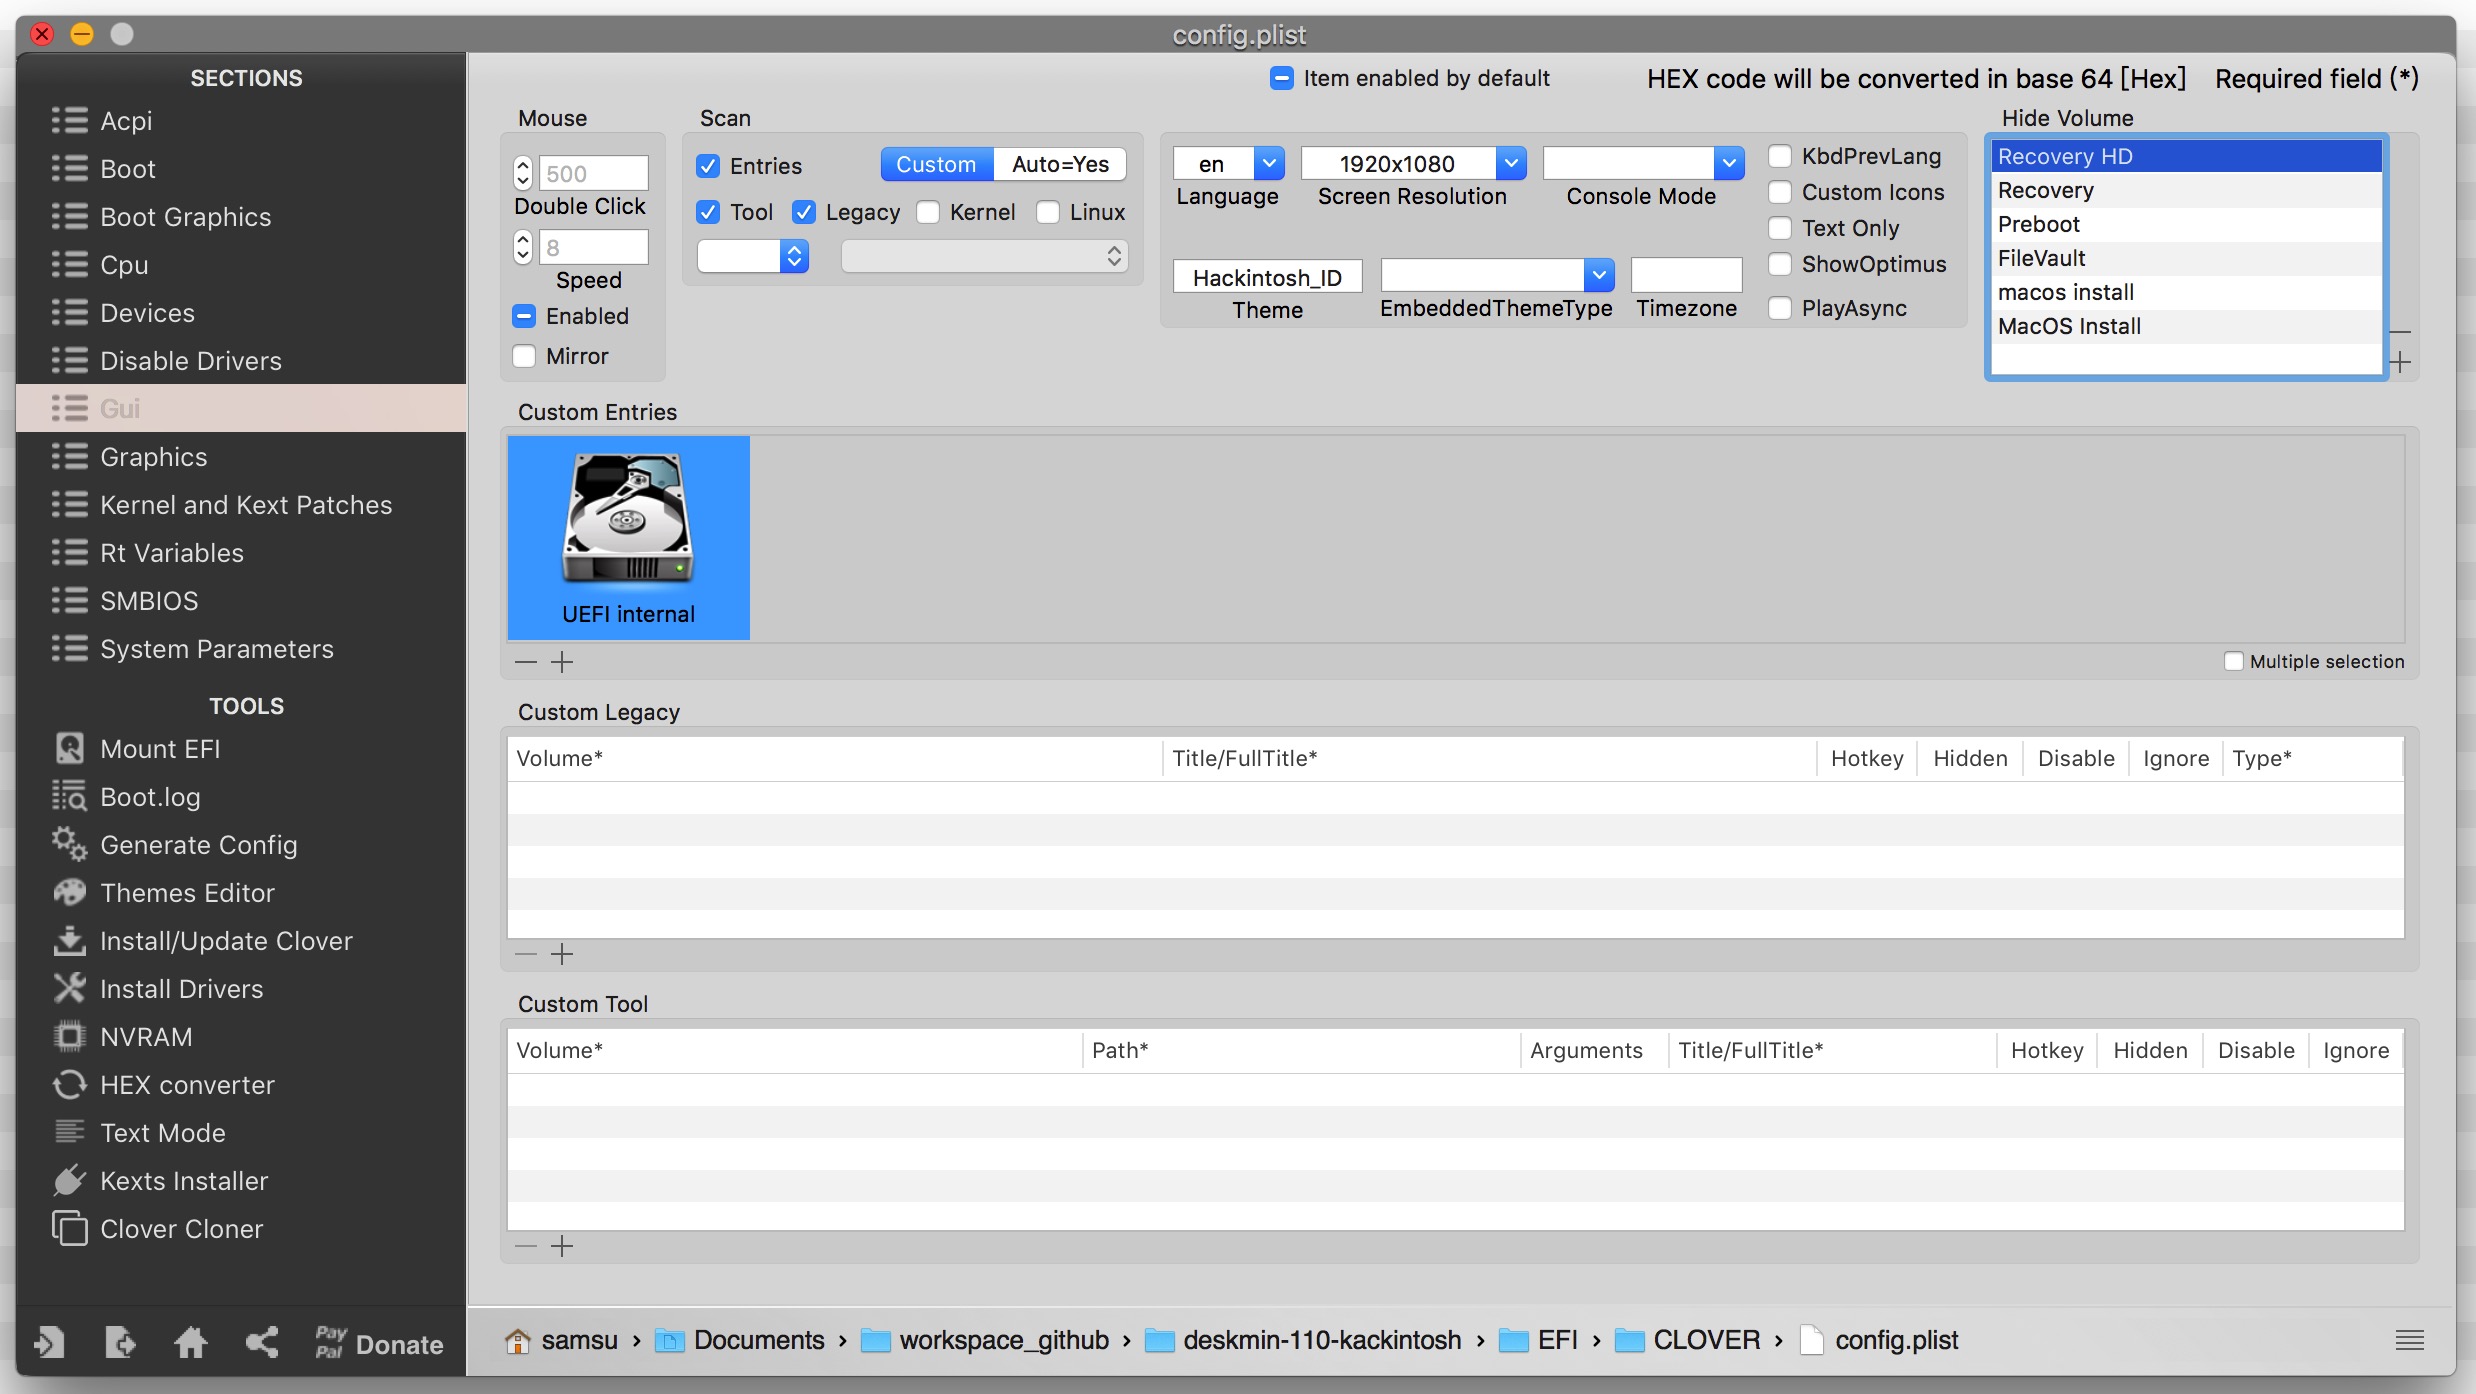 config.plist
SECTIONS
Acpi
Boot
Boot Graphics
Cpu
Devices
Disable Drivers
Gui
Graphics
Kernel and Kext Patches
Rt Variables
SMBIOS
System Parameters
TOOLS
Mount EFI
Boot.log
Generate Config
Themes Editor
Install/Update Clover
Install Drivers
NVRAM
HEX converter
Text Mode
Kexts Installer
Clover Cloner
Pay
Pal
Donate
Item enabled by default
HEX code will be converted in base 64 [Hex]
Required field (*)
Mouse
500
Double Click
8
Speed
Enabled
Mirror
Scan
Entries
Custom
Auto=Yes
Tool
Legacy
Kernel
Linux
en
Language
1920x1080
Screen Resolution
Console Mode
Hackintosh_ID
Theme
EmbeddedThemeType
Timezone
KbdPrevLang
Custom Icons
Text Only
ShowOptimus
PlayAsync
Hide Volume
Recovery HD
Recovery
Preboot
FileVault
macos install
MacOS Install
Custom Entries
UEFI internal
Multiple selection
Custom Legacy
Volume* Title/FullTitle* Hotkey Hidden Disable Ignore Type*
Custom Tool
Volume* Path* Arguments Title/FullTitle* Hotkey Hidden Disable Ignore
samsu › Documents › workspace_github › deskmin-110-kackintosh › EFI › CLOVER › config.plist